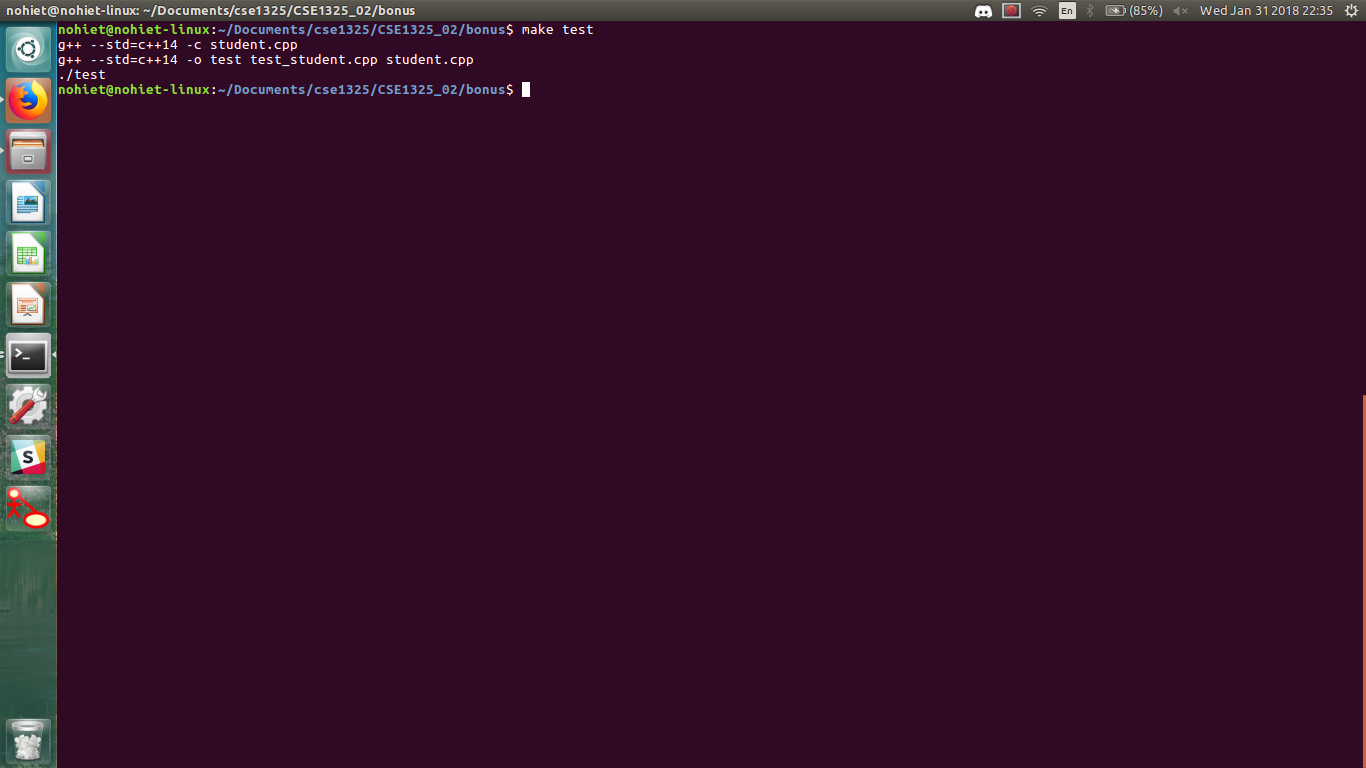 nohiet@nohiet-linux: ~/Documents/cse1325/CSE1325_02/bonus
En
(85%)
Wed Jan 31 2018 22:35
nohiet@nohiet-linux:~/Documents/cse1325/CSE1325_02/bonus$ make test
g++ --std=c++14 -c student.cpp
g++ --std=c++14 -o test test_student.cpp student.cpp
./test
nohiet@nohiet-linux:~/Documents/cse1325/CSE1325_02/bonus$
>_
S